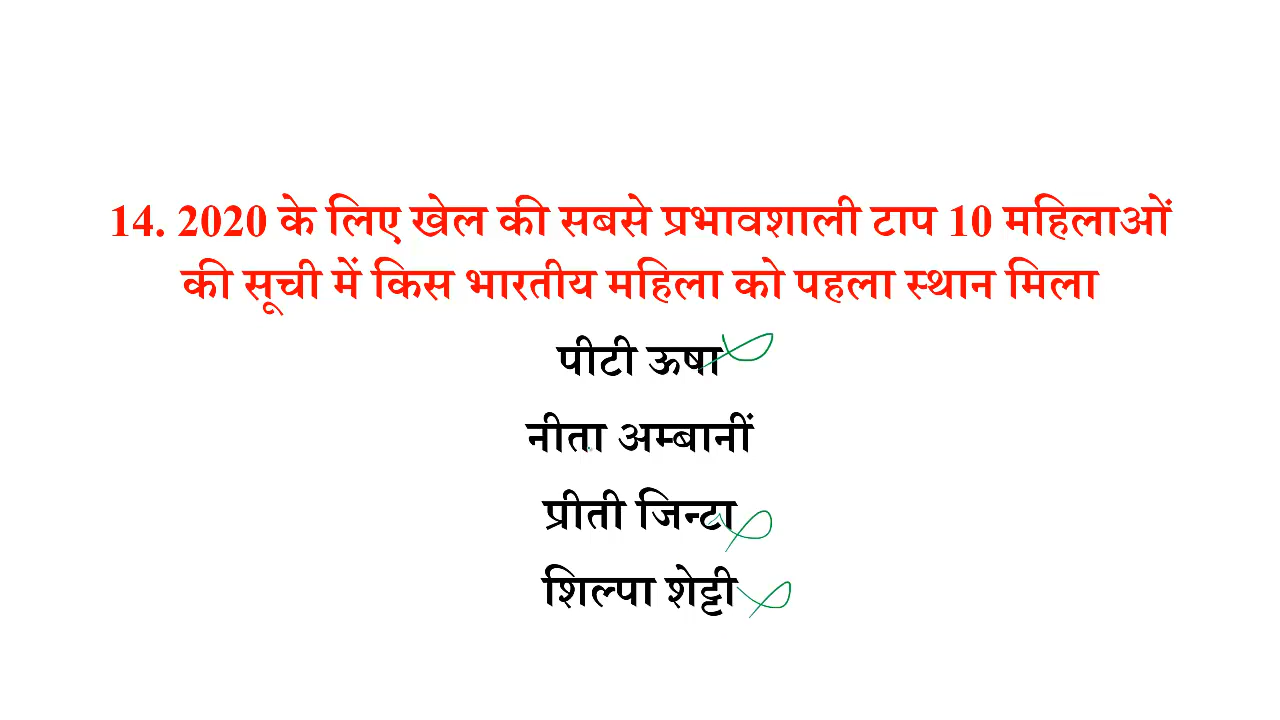 14. 2020 के लिए खेल की सबसे प्रभावशाली टाप 10 महिलाओं
की सूची में किस भारतीय महिला को पहला स्थान मिला
पीटी ऊषा
नीता अम्बानीं
प्रीती जिन्टा
शिल्पा शेट्टी